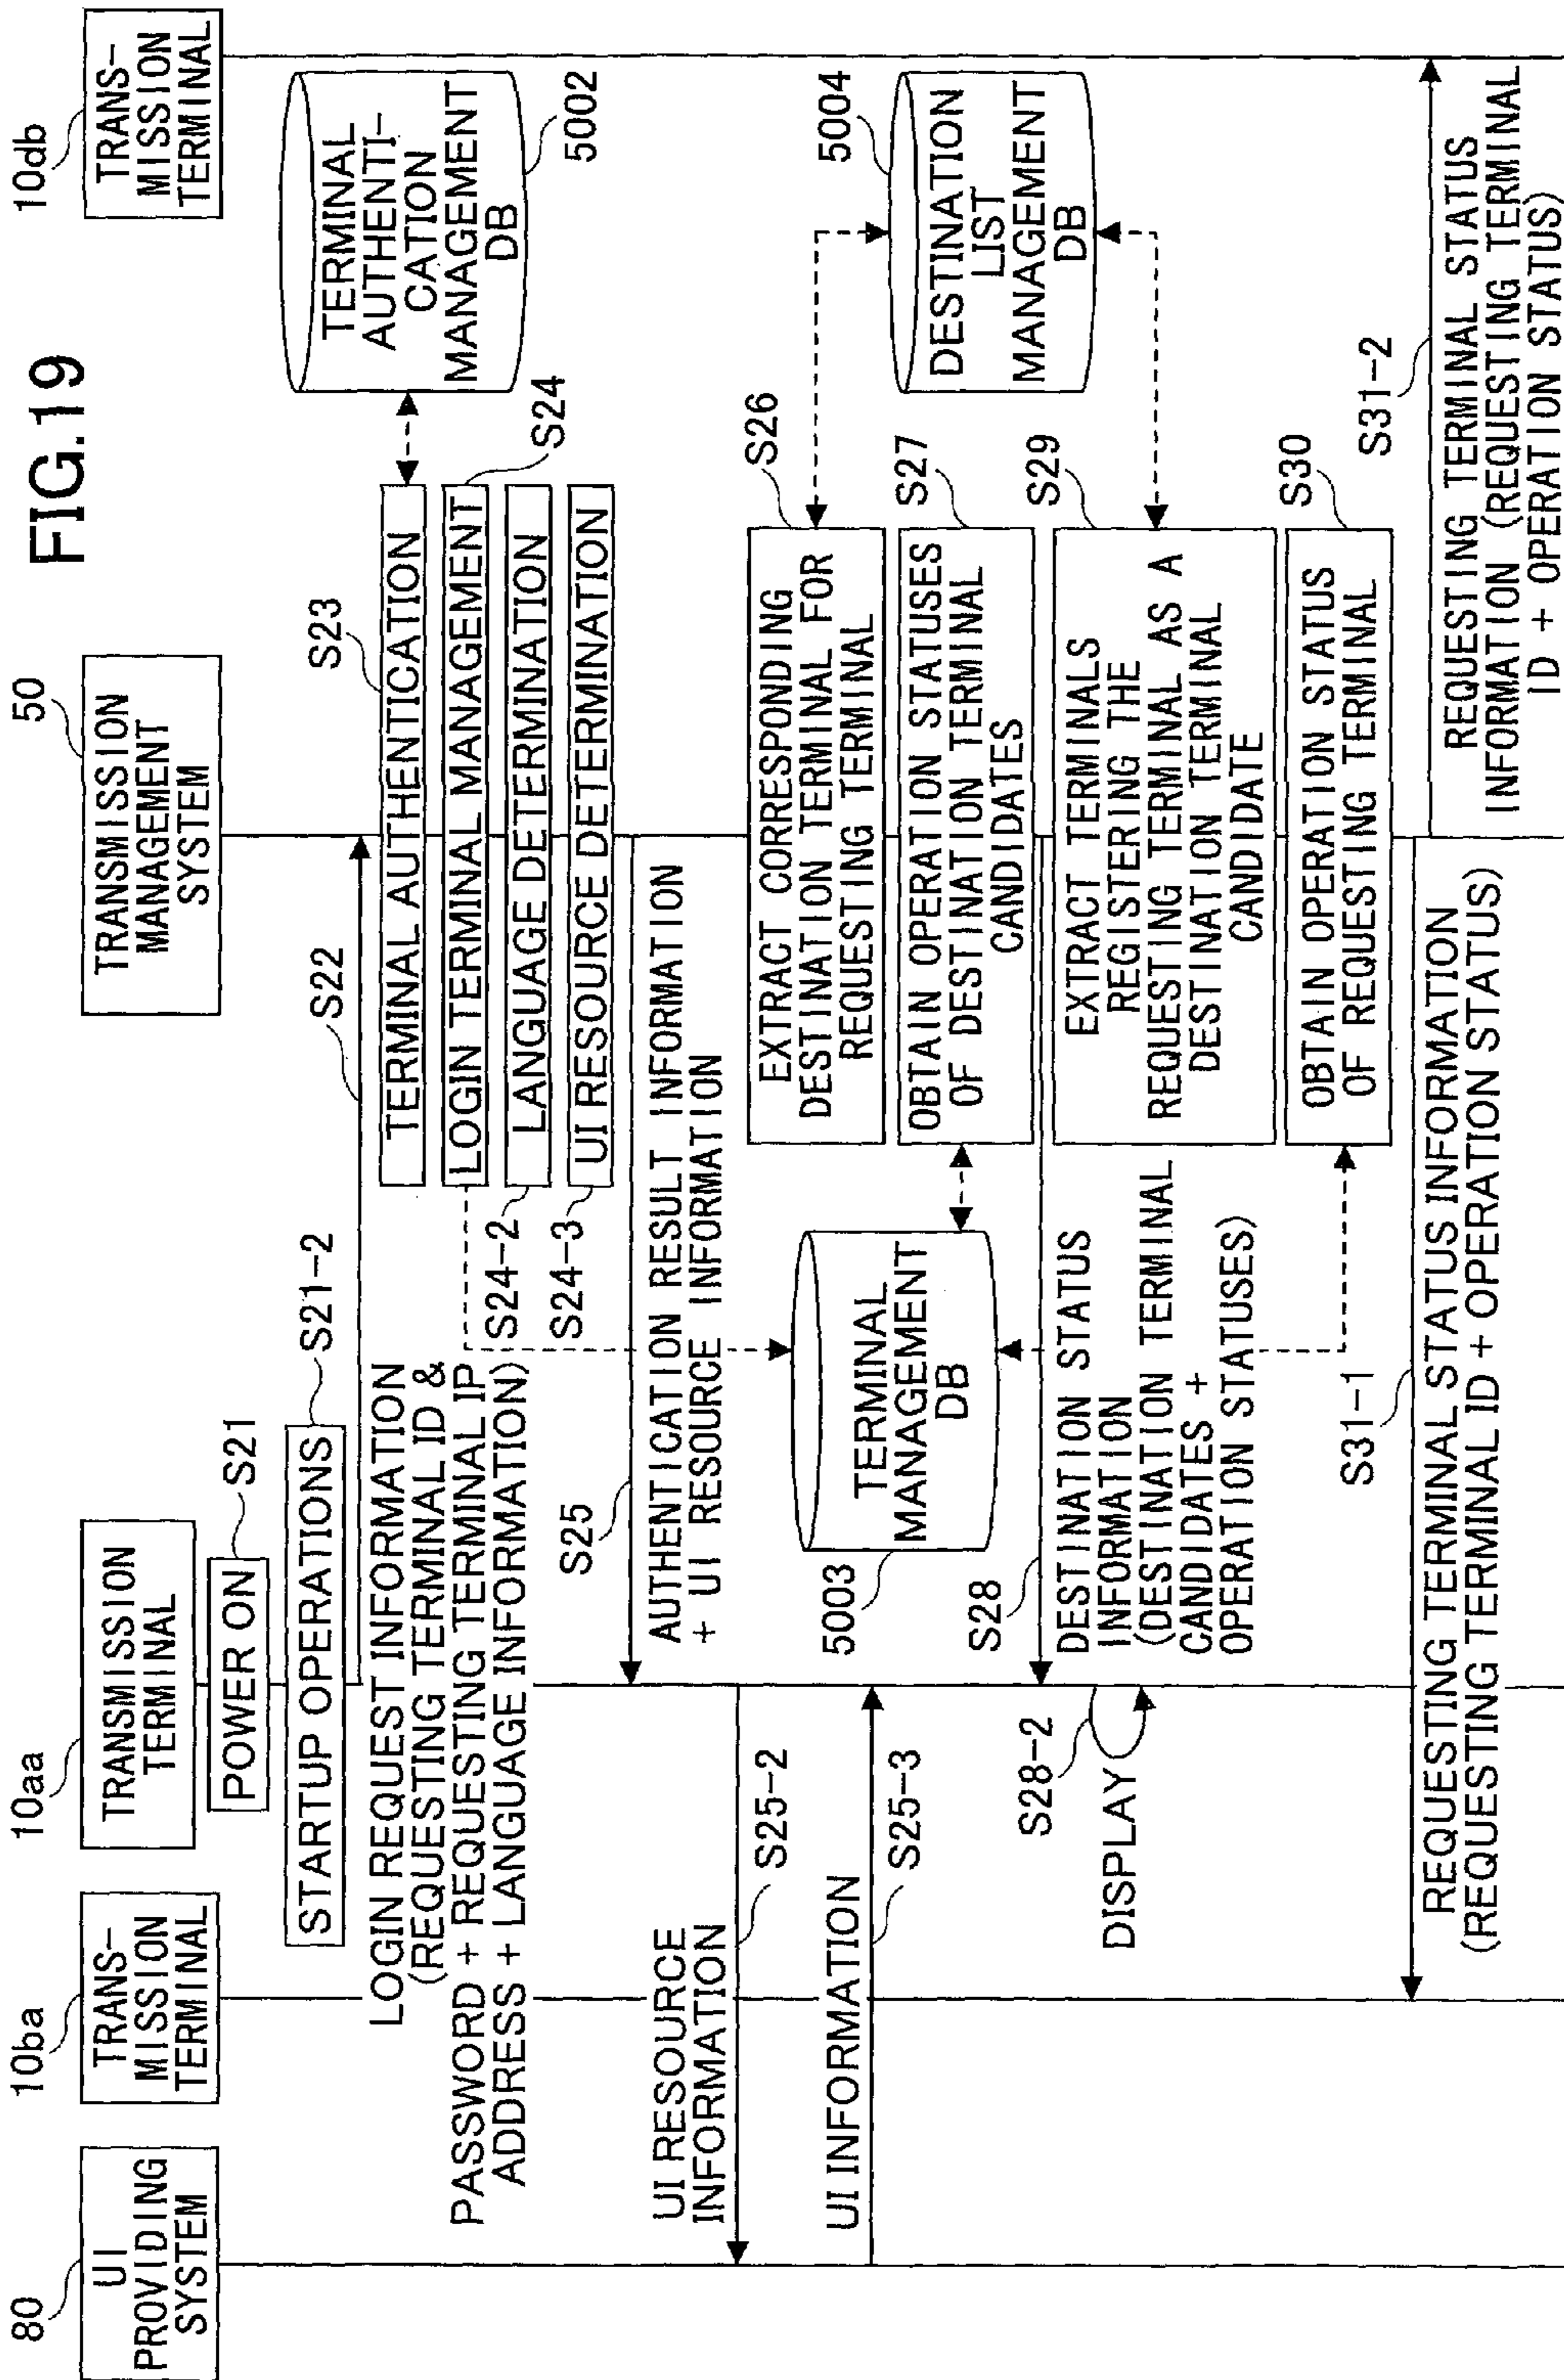 FIG.19
80
UI
PROVIDING
SYSTEM
10ba
TRANS-
MISSION
TERMINAL
10aa
TRANSMISSION
TERMINAL
50
TRANSMISSION
MANAGEMENT
SYSTEM
10db
TRANS-
MISSION
TERMINAL
POWER ON
S21
STARTUP OPERATIONS
S21-2
S22
LOGIN REQUEST INFORMATION
(REQUESTING TERMINAL ID &
PASSWORD + REQUESTING TERMINAL IP
ADDRESS + LANGUAGE INFORMATION)
S23
TERMINAL AUTHENTICATION
LOGIN TERMINAL MANAGEMENT
S24
LANGUAGE DETERMINATION
S24-2
UI RESOURCE DETERMINATION
S24-3
TERMINAL
AUTHENTI-
CATION
MANAGEMENT
DB
5002
S25
AUTHENTICATION RESULT INFORMATION
+ UI RESOURCE INFORMATION
UI RESOURCE
INFORMATION
S25-2
UI INFORMATION
S25-3
EXTRACT CORRESPONDING
DESTINATION TERMINAL FOR
REQUESTING TERMINAL
S26
OBTAIN OPERATION STATUSES
OF DESTINATION TERMINAL
CANDIDATES
S27
5004
DESTINATION
LIST
MANAGEMENT
DB
TERMINAL
MANAGEMENT
DB
5003
S28
DESTINATION STATUS
INFORMATION
(DESTINATION TERMINAL
CANDIDATES +
OPERATION STATUSES)
S28-2
DISPLAY
EXTRACT TERMINALS
REGISTERING THE
REQUESTING TERMINAL AS A
DESTINATION TERMINAL
CANDIDATE
S29
OBTAIN OPERATION STATUS
OF REQUESTING TERMINAL
S30
S31-1
REQUESTING TERMINAL STATUS INFORMATION
(REQUESTING TERMINAL ID + OPERATION STATUS)
S31-2
REQUESTING TERMINAL STATUS
INFORMATION (REQUESTING TERMINAL
ID + OPERATION STATUS)